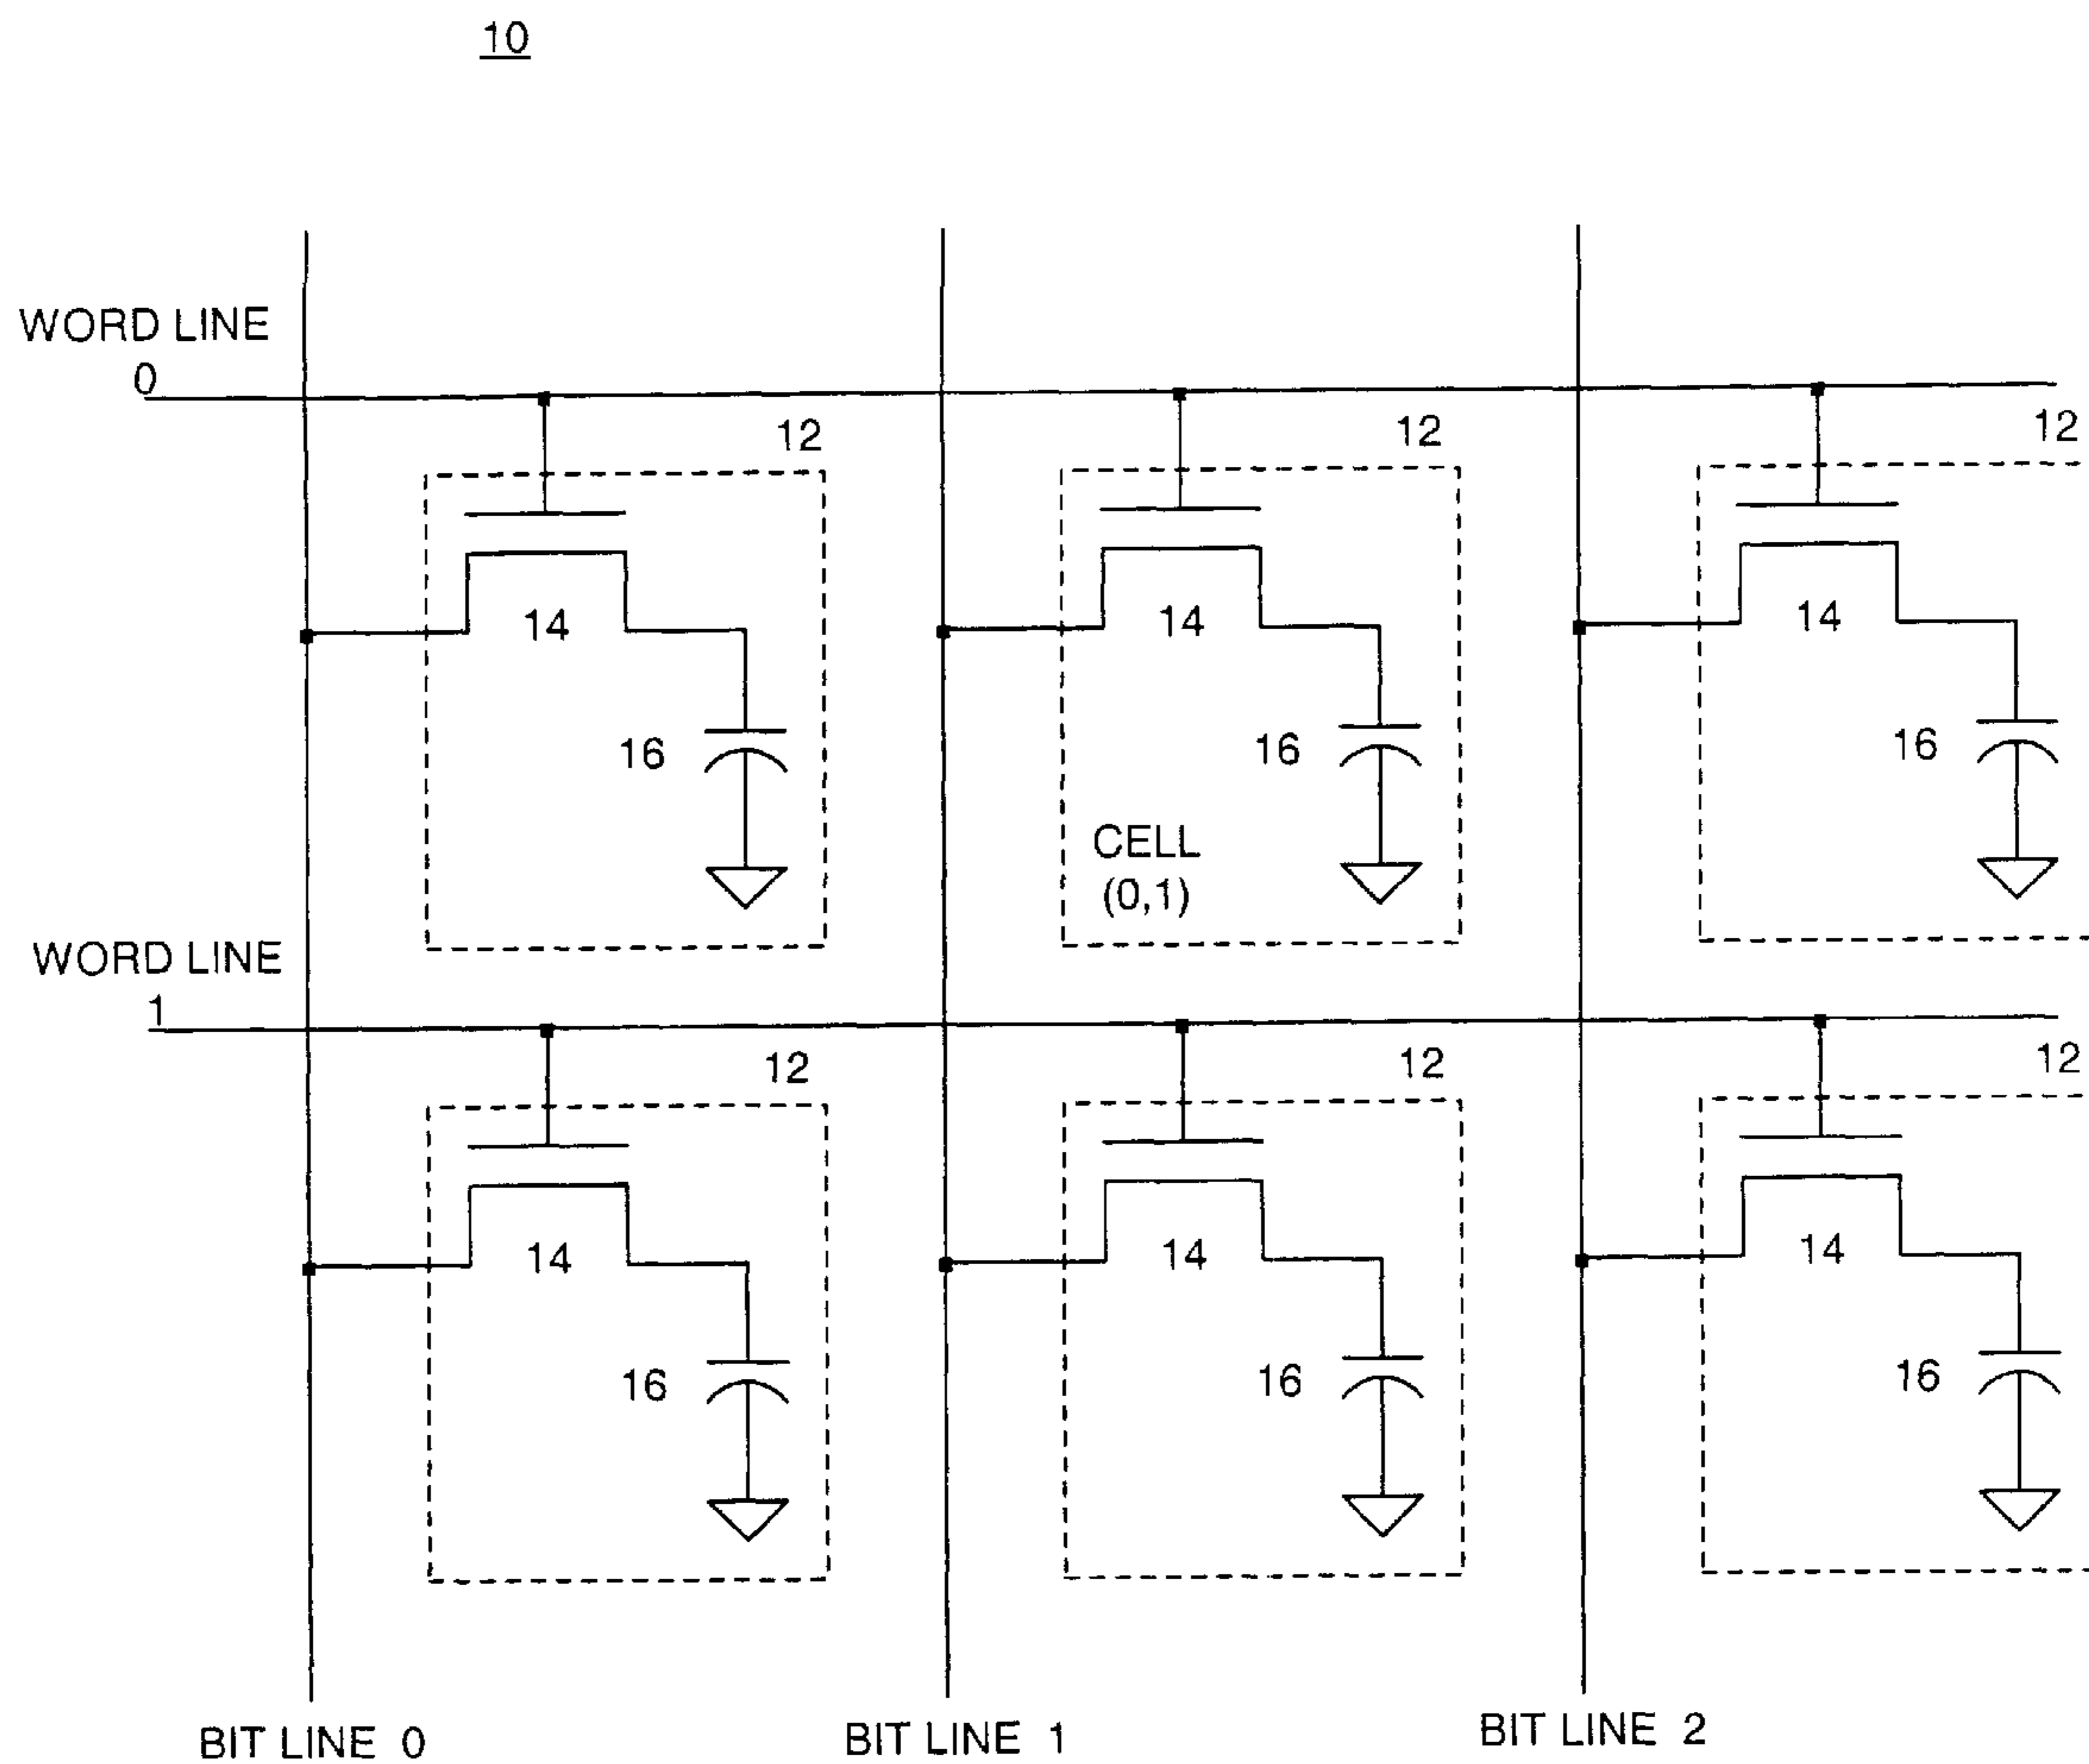 10
WORD LINE
0
12 12 12
14 14 14
16 16 16
CELL
(0,1)
WORD LINE
1
12 12 12
14 14 14
16 16 16
BIT LINE 0 BIT LINE 1 BIT LINE 2